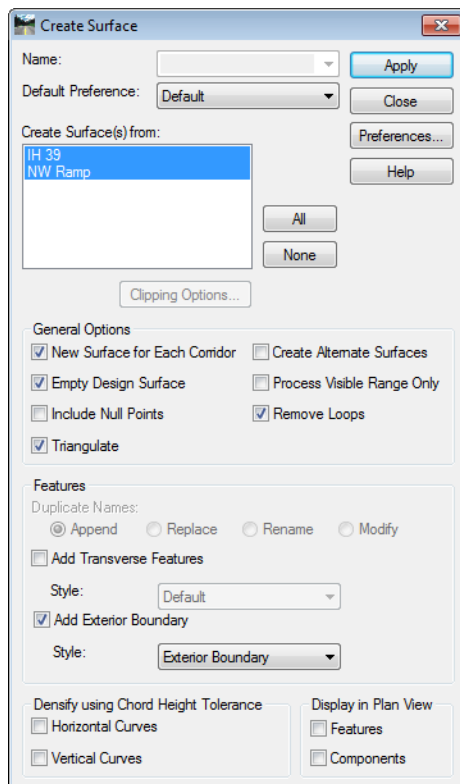 Create Surface
Name:
Apply
Default Preference:
Default
Close
Create Surface(s) from:
Preferences...
IH 39
NW Ramp
Help
All
None
Clipping Options...
General Options
New Surface for Each Corridor
Create Alternate Surfaces
Empty Design Surface
Process Visible Range Only
Include Null Points
Remove Loops
Triangulate
Features
Duplicate Names:
Append
Replace
Rename
Modify
Add Transverse Features
Style:
Default
Add Exterior Boundary
Style:
Exterior Boundary
Densify using Chord Height Tolerance
Display in Plan View
Horizontal Curves
Features
Vertical Curves
Components